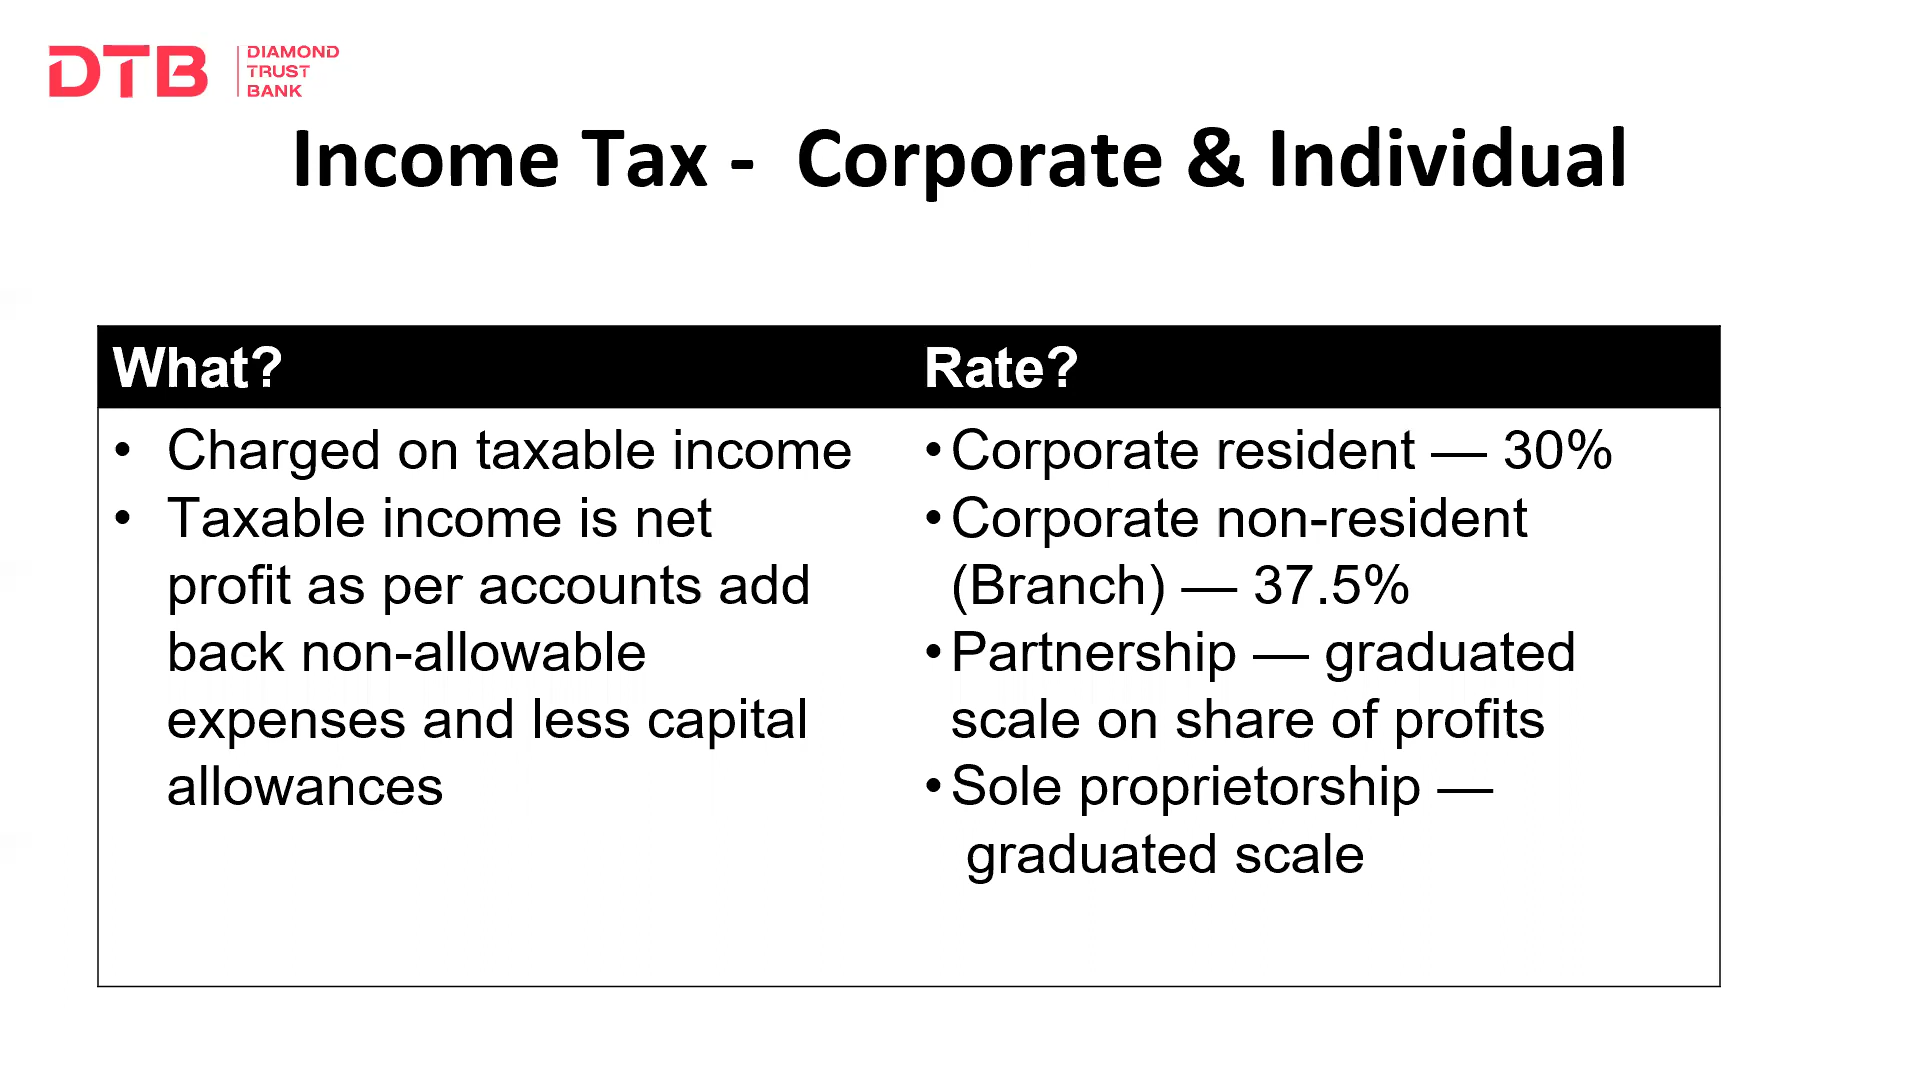 DTB
DIAMOND
TRUST
BANK
Income Tax -  Corporate & Individual
What?
• Charged on taxable income
• Taxable income is net
profit as per accounts add
back non-allowable
expenses and less capital
allowances
Rate?
• Corporate resident — 30%
• Corporate non-resident
(Branch) — 37.5%
• Partnership — graduated
scale on share of profits
• Sole proprietorship —
graduated scale